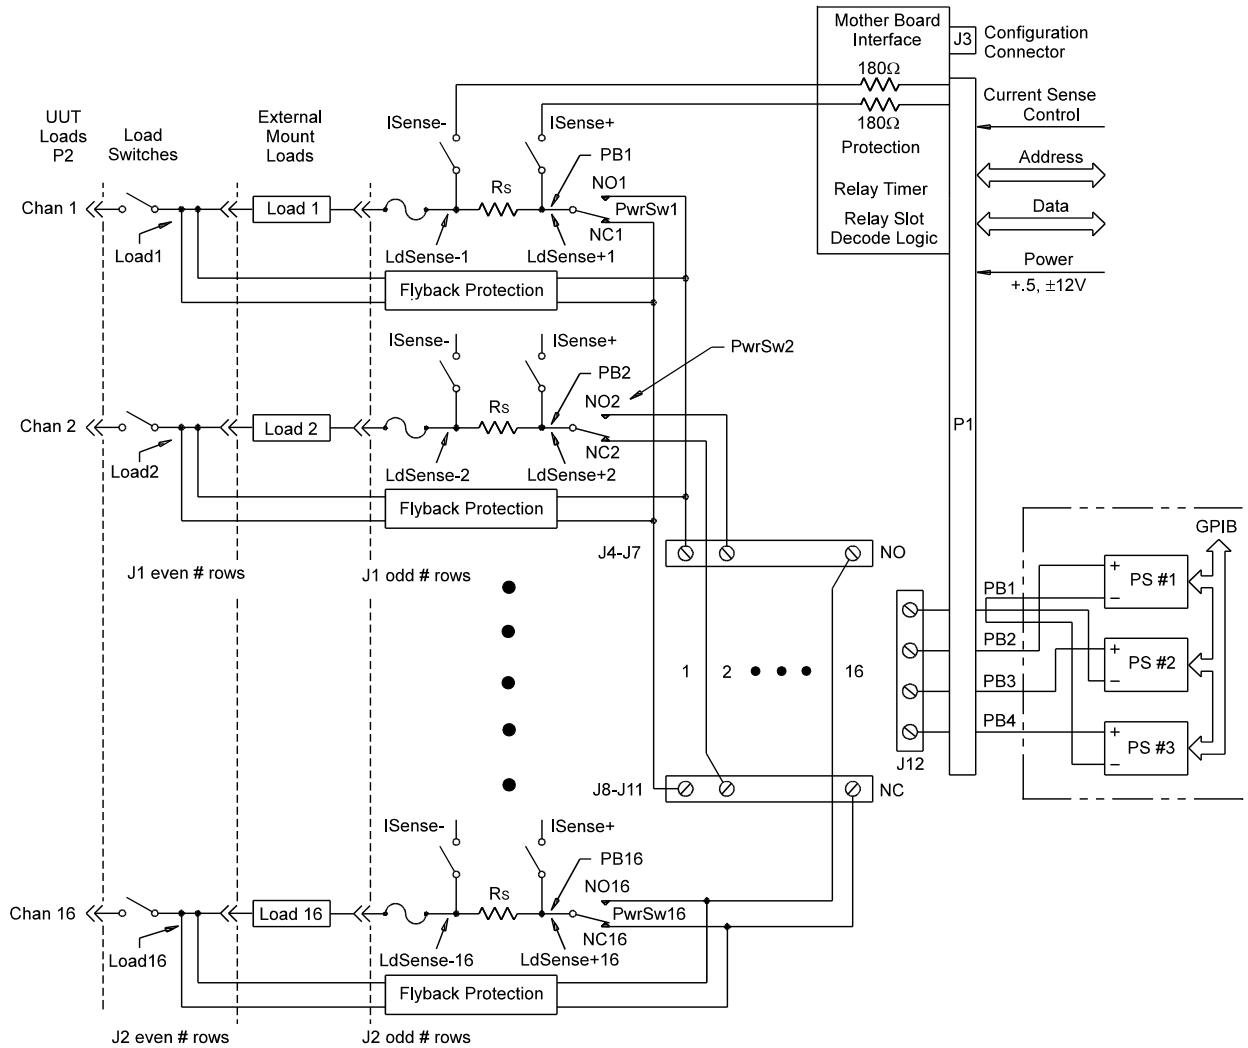 Mother Board
Interface
J3
Configuration
Connector
180Ω
180Ω
Protection
Relay Timer
Relay Slot
Decode Logic
Current Sense
Control
Address
Data
Power
+.5, ±12V
P1
UUT
Loads
P2
Load
Switches
External
Mount
Loads
ISense-
ISense+
PB1
NO1
Chan 1
Load 1
Rs
PwrSw1
NC1
Load1
LdSense-1
LdSense+1
Flyback Protection
ISense-
ISense+
PwrSw2
PB2
NO2
Chan 2
Load 2
Rs
NC2
Load2
LdSense-2
LdSense+2
Flyback Protection
J4-J7
NO
J1 even # rows
J1 odd # rows
1
2
16
GPIB
PB1
PS #1
+
–
PB2
PS #2
+
–
PB3
PB4
PS #3
+
–
J12
J8-J11
NC
ISense-
ISense+
PB16
NO16
Chan 16
Load 16
Rs
PwrSw16
NC16
Load16
LdSense-16
LdSense+16
Flyback Protection
J2 even # rows
J2 odd # rows